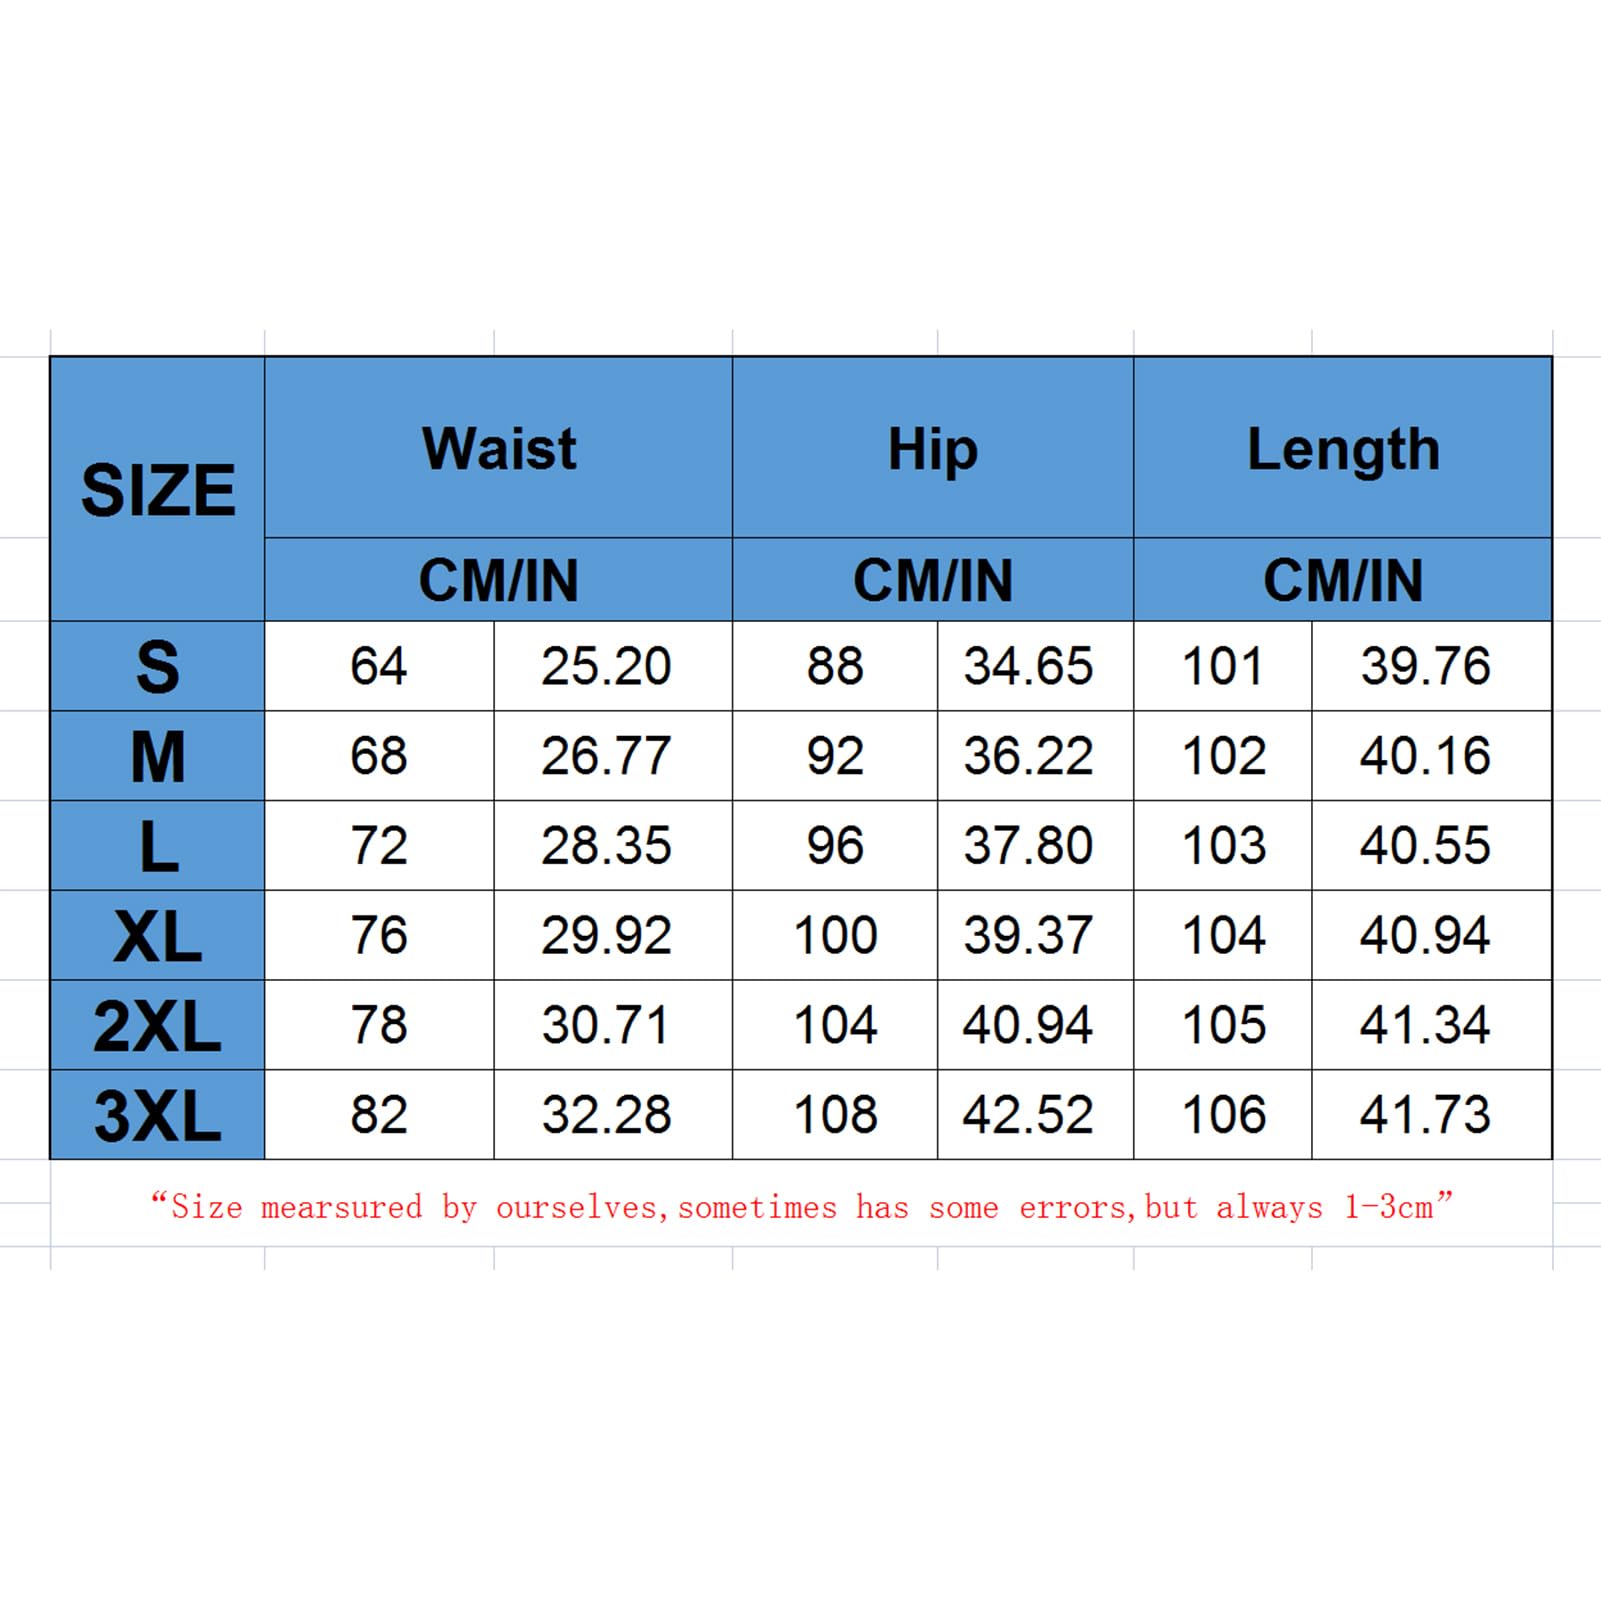 SIZE Waist Hip Length
CM/IN CM/IN CM/IN
S 64 25.20 88 34.65 101 39.76
M 68 26.77 92 36.22 102 40.16
L 72 28.35 96 37.80 103 40.55
XL 76 29.92 100 39.37 104 40.94
2XL 78 30.71 104 40.94 105 41.34
3XL 82 32.28 108 42.52 106 41.73
“Size mearsured by ourselves,sometimes has some errors,but always 1-3cm”